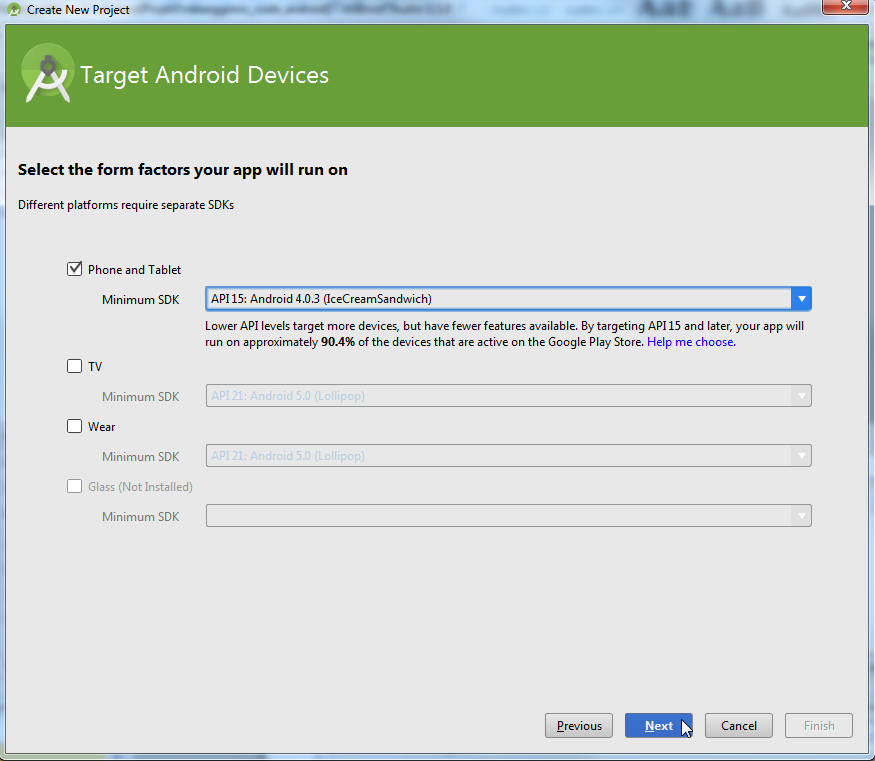 Create New Project
Target Android Devices
Select the form factors your app will run on
Different platforms require separate SDKs
Phone and Tablet
Minimum SDK
API 15: Android 4.0.3 (IceCreamSandwich)
Lower API levels target more devices, but have fewer features available. By targeting API 15 and later, your app will
run on approximately 90.4% of the devices that are active on the Google Play Store. Help me choose.
TV
Minimum SDK
API 21: Android 5.0 (Lollipop)
Wear
Minimum SDK
API 21: Android 5.0 (Lollipop)
Glass (Not Installed)
Minimum SDK
Previous
Next
Cancel
Finish